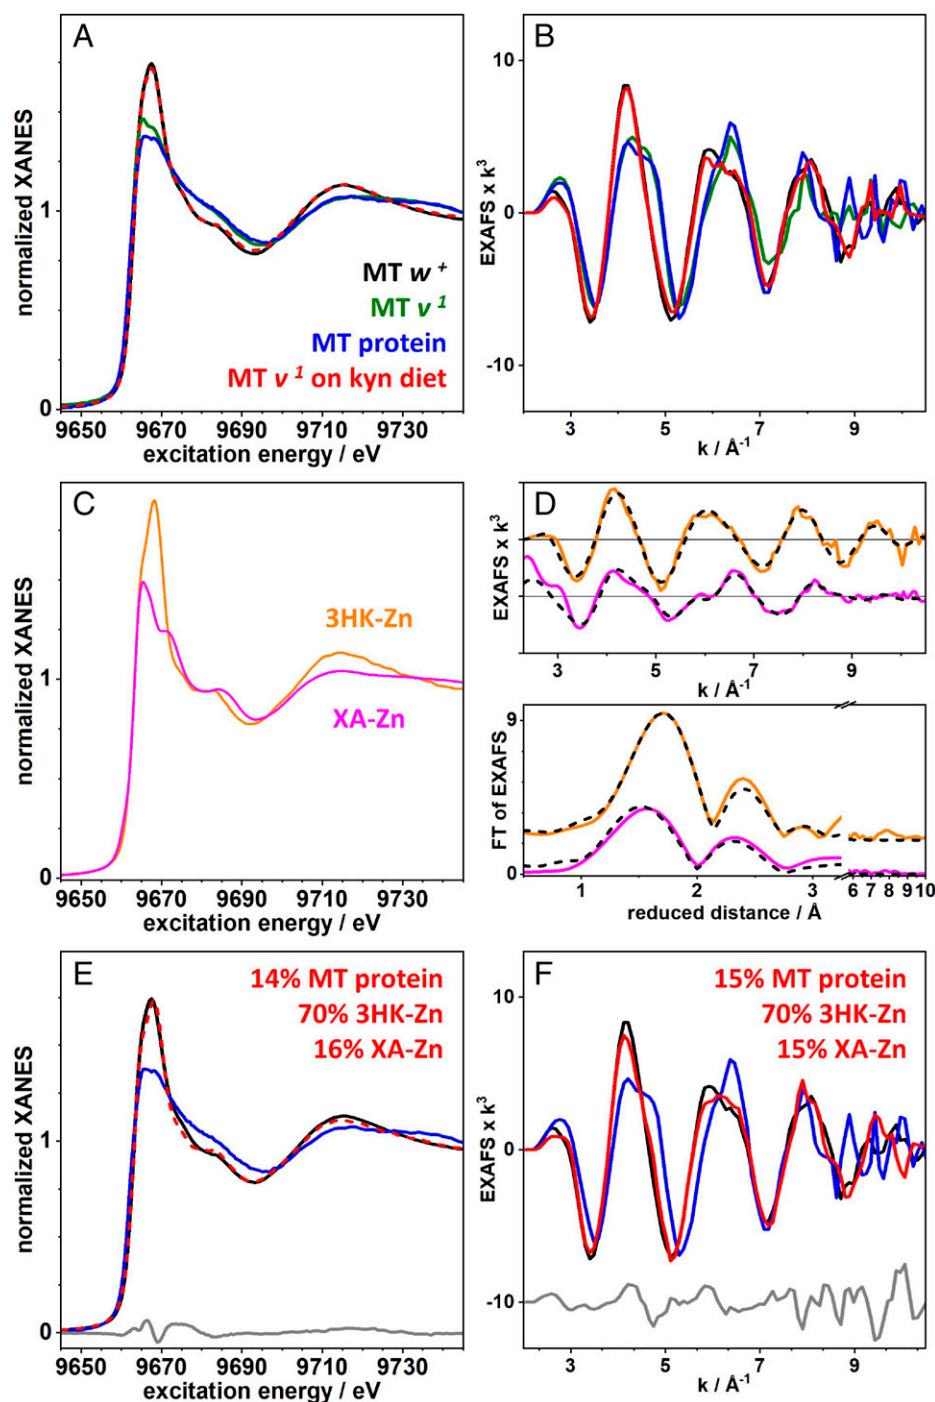 A
normalized XANES
1
0
MT w +
MT v 1
MT protein
MT v 1 on kyn diet
9650 9670 9690 9710 9730
excitation energy / eV
B
EXAFS x k3
10
0
-10
3 5 7 9
k / Å-1
C
normalized XANES
1
0
3HK-Zn
XA-Zn
9650 9670 9690 9710 9730
excitation energy / eV
D
EXAFS x k3
3 5 7 9
k / Å-1
FT of EXAFS
9
0
1 2 3 6 7 8 9 10
reduced distance / Å
E
14% MT protein
70% 3HK-Zn
16% XA-Zn
normalized XANES
1
0
9650 9670 9690 9710 9730
excitation energy / eV
F
15% MT protein
70% 3HK-Zn
15% XA-Zn
EXAFS x k3
10
0
-10
3 5 7 9
k / Å-1